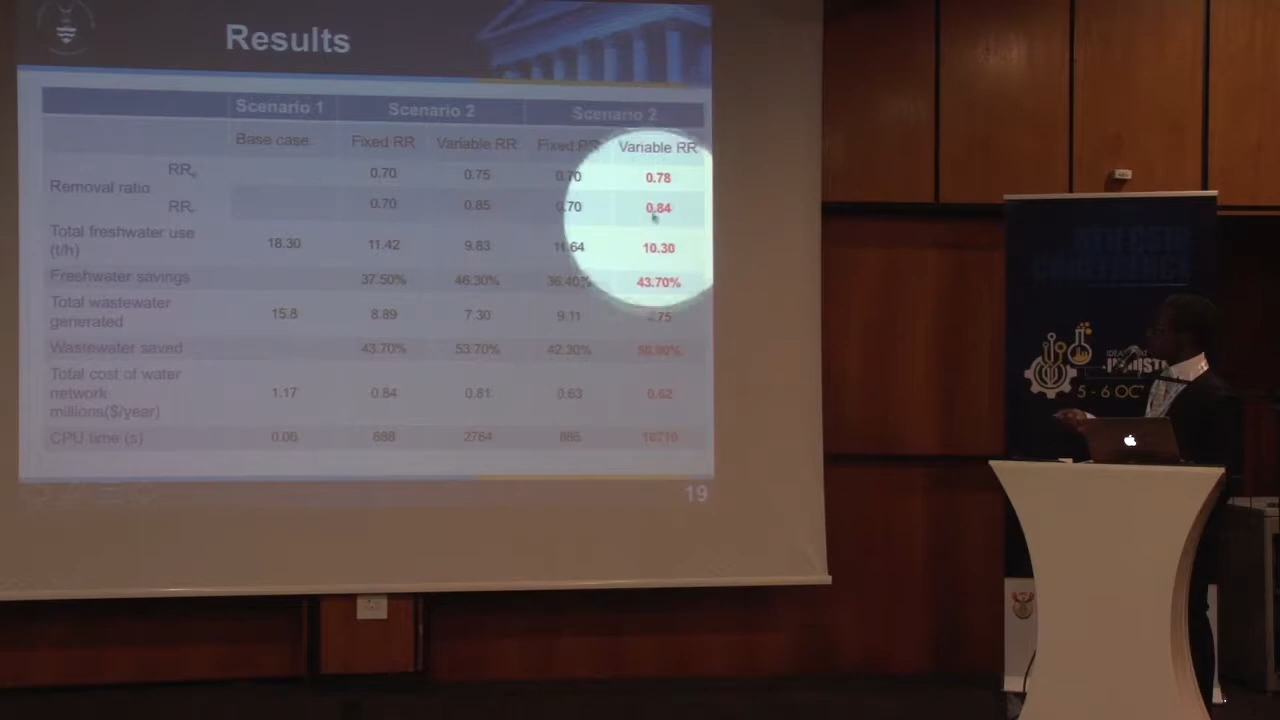 Results
Scenario 1 Scenario 2 Scenario 2
Base case Fixed RR Variable RR Fixed RR Variable RR
Removal ratio
RR 0.70 0.75 0.70 0.78
RR 0.70 0.85 0.70 0.84
Total freshwater use
(t/h) 18.30 11.42 9.83 11.64 10.30
Freshwater savings 37.50% 46.30% 36.40% 43.70%
Total wastewater
generated 15.8 8.89 7.30 9.11 .75
Wastewater saved 43.70% 53.70% 42.30%
Total cost of water
network
millions($/year) 1.17 0.84 0.81 0.63 0.62
CPU time (s) 0.06 2764
19
5 - 6 OC